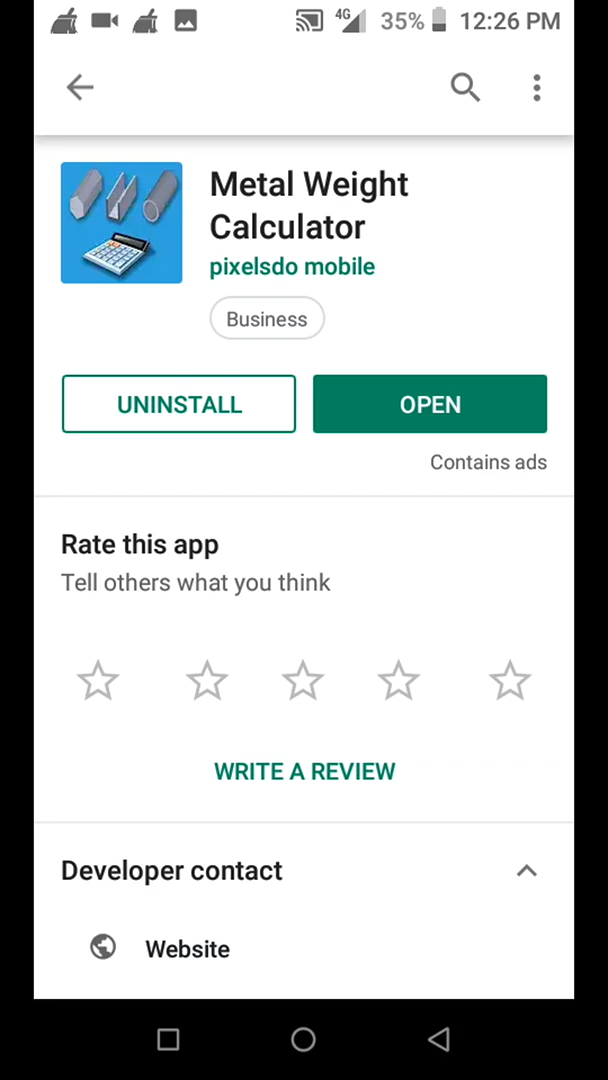 4G 35% 12:26 PM
Metal Weight
Calculator
pixelsdo mobile
Business
UNINSTALL OPEN
Contains ads
Rate this app
Tell others what you think
WRITE A REVIEW
Developer contact
Website